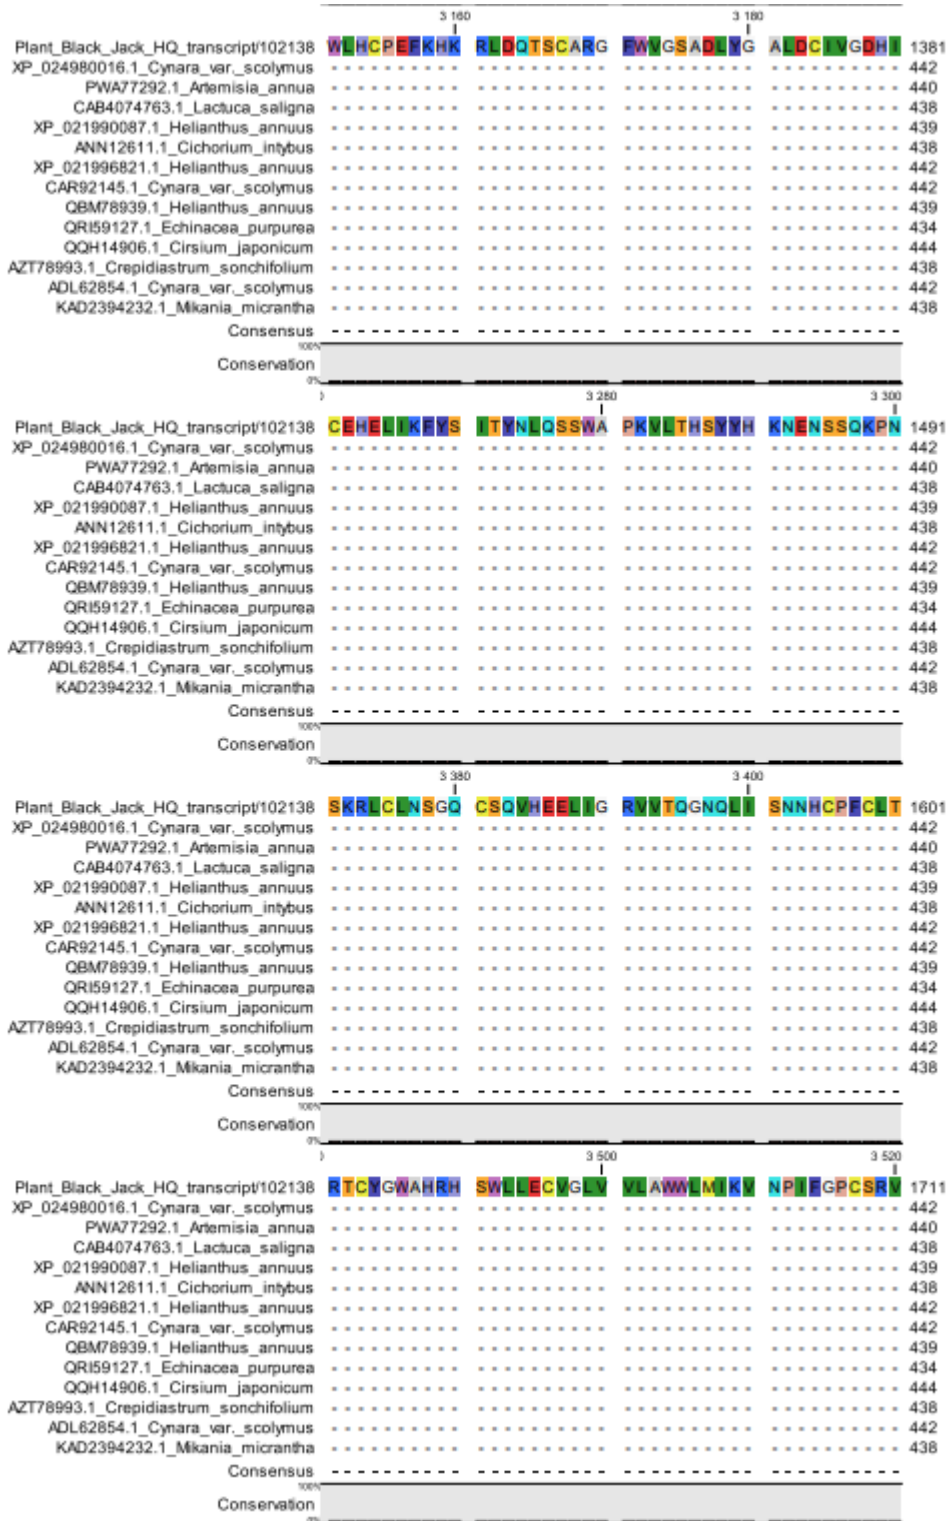 3 160 3 180
Plant_Black_Jack_HQ_transcript/102138 WLHCPEFKHK RLDQTSCARG FWVGSADLYG ALDCIVGDHI 1381
XP_024980016.1_Cynara_var._scolymus ---------- ---------- ---------- ---------- 442
PWA77292.1_Artemisia_annua ---------- ---------- ---------- ---------- 440
CAB4074763.1_Lactuca_saligna ---------- ---------- ---------- ---------- 438
XP_021990087.1_Helianthus_annuus ---------- ---------- ---------- ---------- 439
ANN12611.1_Cichorium_intybus ---------- ---------- ---------- ---------- 438
XP_021996821.1_Helianthus_annuus ---------- ---------- ---------- ---------- 442
CAR92145.1_Cynara_var._scolymus ---------- ---------- ---------- ---------- 442
QBM78939.1_Helianthus_annuus ---------- ---------- ---------- ---------- 439
QRI59127.1_Echinacea_purpurea ---------- ---------- ---------- ---------- 434
QQH14906.1_Cirsium_japonicum ---------- ---------- ---------- ---------- 444
AZT78993.1_Crepidiastrum_sonchifolium ---------- ---------- ---------- ---------- 438
ADL62854.1_Cynara_var._scolymus ---------- ---------- ---------- ---------- 442
KAD2394232.1_Mikania_micrantha ---------- ---------- ---------- ---------- 438
Consensus ---------- ---------- ---------- ----------
100%
Conservation
0%
3 280 3 300
Plant_Black_Jack_HQ_transcript/102138 CEHELIKFYS ITYNLQSSWA PKVLTHSYYH KNENSSQKPN 1491
XP_024980016.1_Cynara_var._scolymus ---------- ---------- ---------- ---------- 442
PWA77292.1_Artemisia_annua ---------- ---------- ---------- ---------- 440
CAB4074763.1_Lactuca_saligna ---------- ---------- ---------- ---------- 438
XP_021990087.1_Helianthus_annuus ---------- ---------- ---------- ---------- 439
ANN12611.1_Cichorium_intybus ---------- ---------- ---------- ---------- 438
XP_021996821.1_Helianthus_annuus ---------- ---------- ---------- ---------- 442
CAR92145.1_Cynara_var._scolymus ---------- ---------- ---------- ---------- 442
QBM78939.1_Helianthus_annuus ---------- ---------- ---------- ---------- 439
QRI59127.1_Echinacea_purpurea ---------- ---------- ---------- ---------- 434
QQH14906.1_Cirsium_japonicum ---------- ---------- ---------- ---------- 444
AZT78993.1_Crepidiastrum_sonchifolium ---------- ---------- ---------- ---------- 438
ADL62854.1_Cynara_var._scolymus ---------- ---------- ---------- ---------- 442
KAD2394232.1_Mikania_micrantha ---------- ---------- ---------- ---------- 438
Consensus ---------- ---------- ---------- ----------
100%
Conservation
0%
3 380 3 400
Plant_Black_Jack_HQ_transcript/102138 SKRLCLNSGQ CSQVHEELIG RVVTQGNQLI SNNHCPFCLT 1601
XP_024980016.1_Cynara_var._scolymus ---------- ---------- ---------- ---------- 442
PWA77292.1_Artemisia_annua ---------- ---------- ---------- ---------- 440
CAB4074763.1_Lactuca_saligna ---------- ---------- ---------- ---------- 438
XP_021990087.1_Helianthus_annuus ---------- ---------- ---------- ---------- 439
ANN12611.1_Cichorium_intybus ---------- ---------- ---------- ---------- 438
XP_021996821.1_Helianthus_annuus ---------- ---------- ---------- ---------- 442
CAR92145.1_Cynara_var._scolymus ---------- ---------- ---------- ---------- 442
QBM78939.1_Helianthus_annuus ---------- ---------- ---------- ---------- 439
QRI59127.1_Echinacea_purpurea ---------- ---------- ---------- ---------- 434
QQH14906.1_Cirsium_japonicum ---------- ---------- ---------- ---------- 444
AZT78993.1_Crepidiastrum_sonchifolium ---------- ---------- ---------- ---------- 438
ADL62854.1_Cynara_var._scolymus ---------- ---------- ---------- ---------- 442
KAD2394232.1_Mikania_micrantha ---------- ---------- ---------- ---------- 438
Consensus ---------- ---------- ---------- ----------
100%
Conservation
0%
3 500 3 520
Plant_Black_Jack_HQ_transcript/102138 RTCYGWAHRH SWLLECVGLV VLAWWLMIKV NPIFGPCSRV 1711
XP_024980016.1_Cynara_var._scolymus ---------- ---------- ---------- ---------- 442
PWA77292.1_Artemisia_annua ---------- ---------- ---------- ---------- 440
CAB4074763.1_Lactuca_saligna ---------- ---------- ---------- ---------- 438
XP_021990087.1_Helianthus_annuus ---------- ---------- ---------- ---------- 439
ANN12611.1_Cichorium_intybus ---------- ---------- ---------- ---------- 438
XP_021996821.1_Helianthus_annuus ---------- ---------- ---------- ---------- 442
CAR92145.1_Cynara_var._scolymus ---------- ---------- ---------- ---------- 442
QBM78939.1_Helianthus_annuus ---------- ---------- ---------- ---------- 439
QRI59127.1_Echinacea_purpurea ---------- ---------- ---------- ---------- 434
QQH14906.1_Cirsium_japonicum ---------- ---------- ---------- ---------- 444
AZT78993.1_Crepidiastrum_sonchifolium ---------- ---------- ---------- ---------- 438
ADL62854.1_Cynara_var._scolymus ---------- ---------- ---------- ---------- 442
KAD2394232.1_Mikania_micrantha ---------- ---------- ---------- ---------- 438
Consensus ---------- ---------- ---------- ----------
100%
Conservation